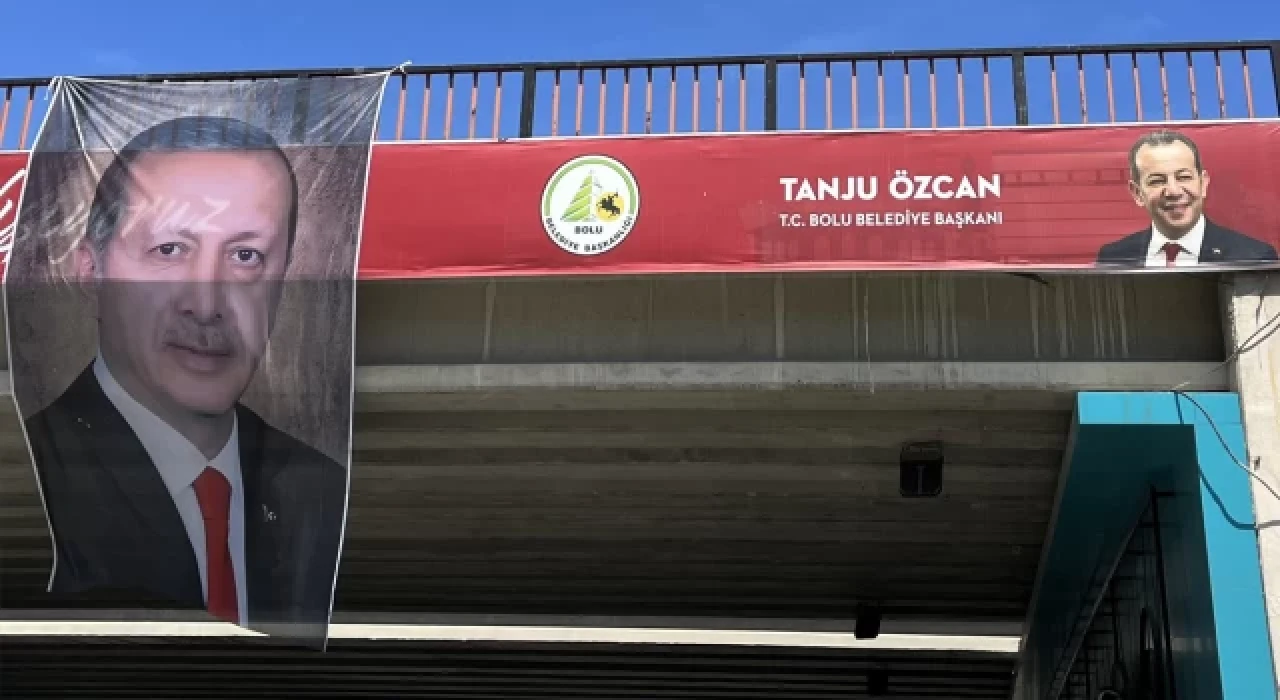 BOLU
BELEDİYE BAŞKANLIĞI
TANJU ÖZCAN
T.C. BOLU BELEDİYE BAŞKANI